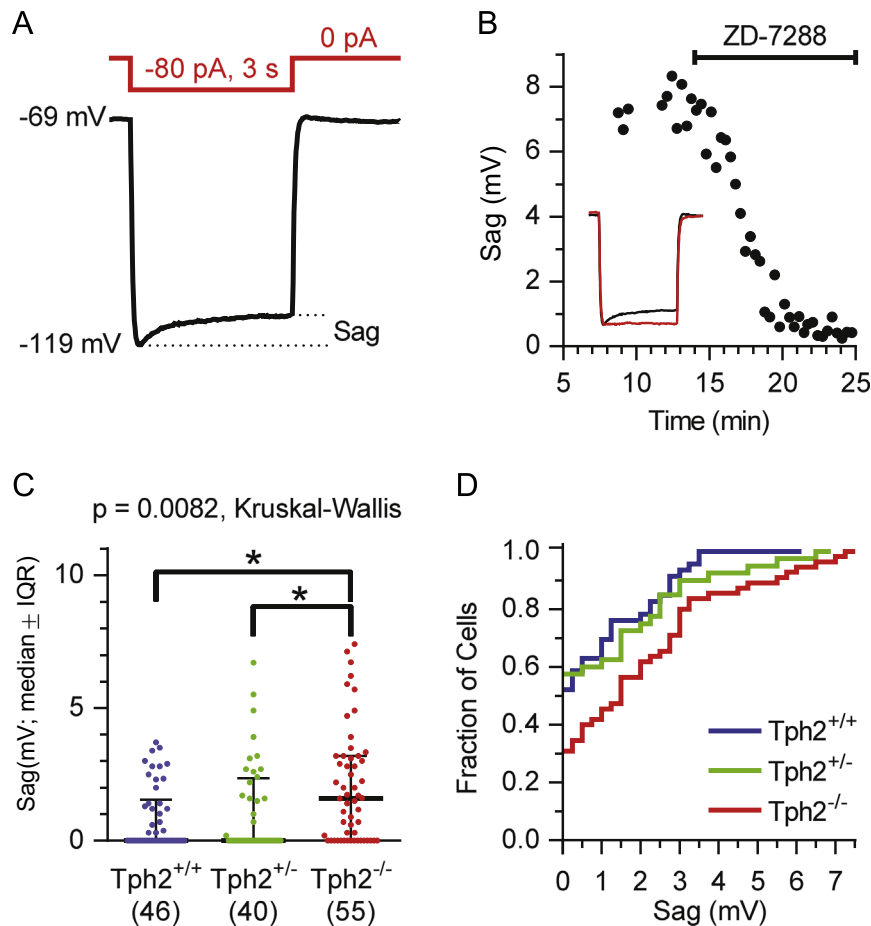 A
0 pA
-80 pA, 3 s
-69 mV
-119 mV
Sag
B
ZD-7288
Sag (mV)
8
6
4
2
0
5 10 15 20 25
Time (min)
C
p = 0.0082, Kruskal-Wallis
Sag(mV; median ± IQR)
10
5
0
*
*
Tph2+/+ Tph2+/- Tph2-/-
(46) (40) (55)
D
Fraction of Cells
1.0
0.8
0.6
0.4
0.2
0.0
Tph2+/+
Tph2+/-
Tph2-/-
0 1 2 3 4 5 6 7
Sag (mV)